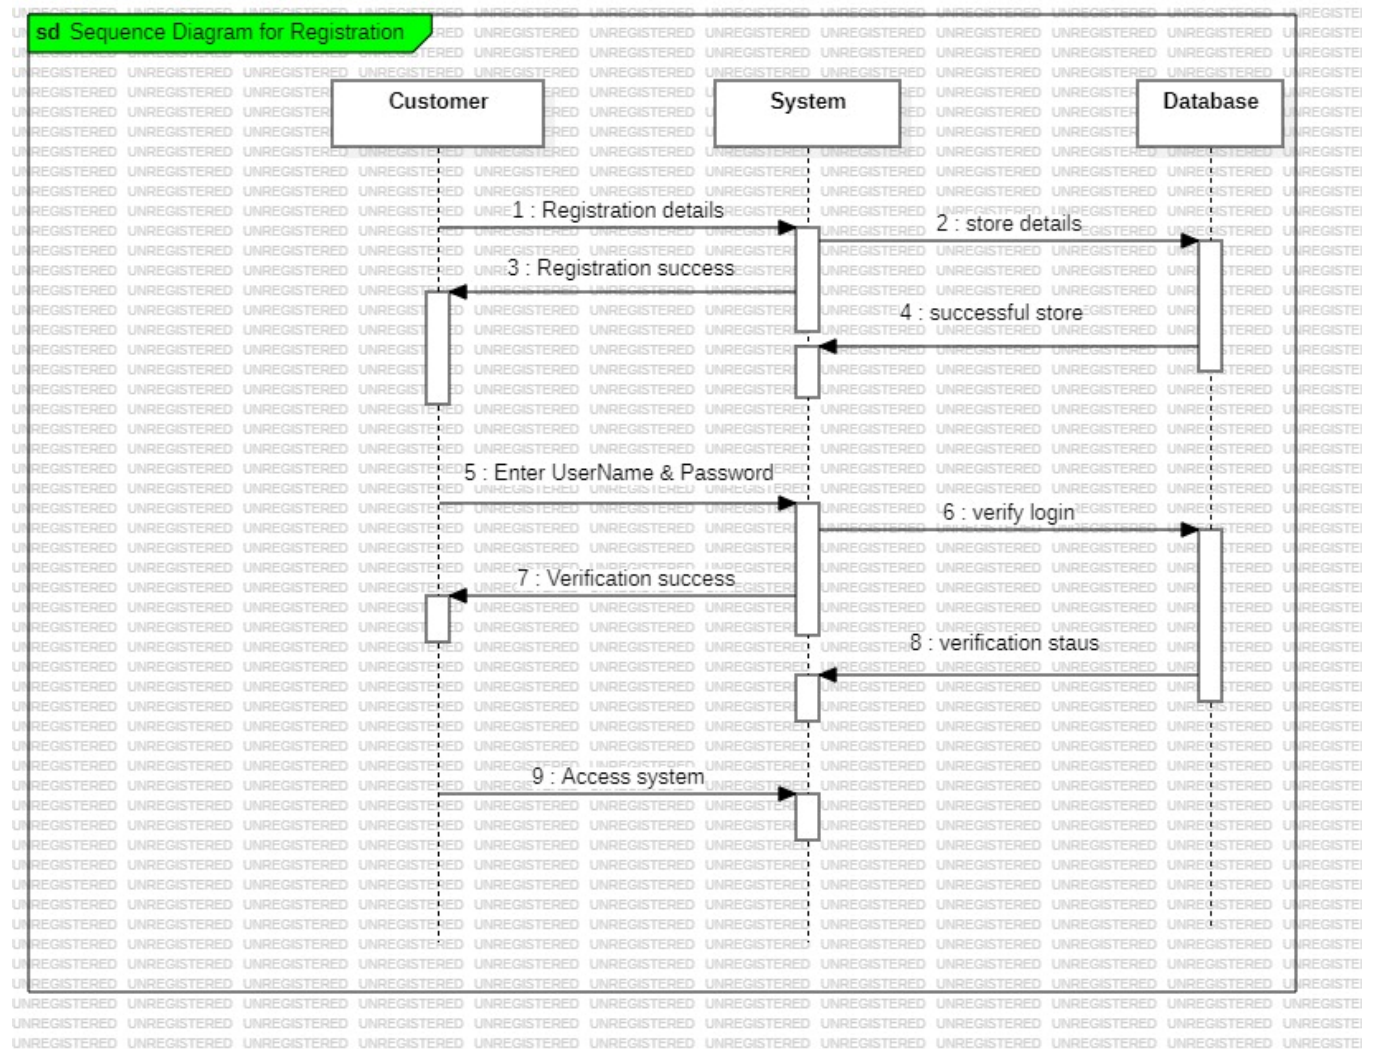 sd Sequence Diagram for Registration
Customer
System
Database
1 : Registration details
2 : store details
3 : Registration success
4 : successful store
5 : Enter UserName & Password
6 : verify login
7 : Verification success
8 : verification staus
9 : Access system
UNREGISTERED